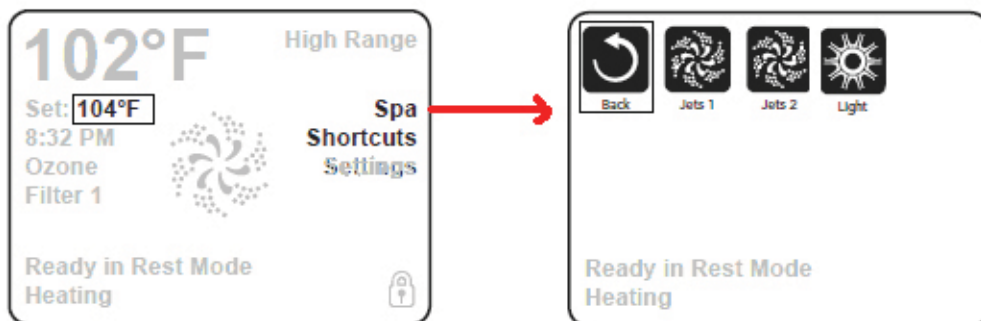 102°F
High Range
Set: 104°F
Spa
8:32 PM
Shortcuts
Ozone
Settings
Filter 1
Ready in Rest Mode
Heating
Back
Jets 1
Jets 2
Light
Ready in Rest Mode
Heating